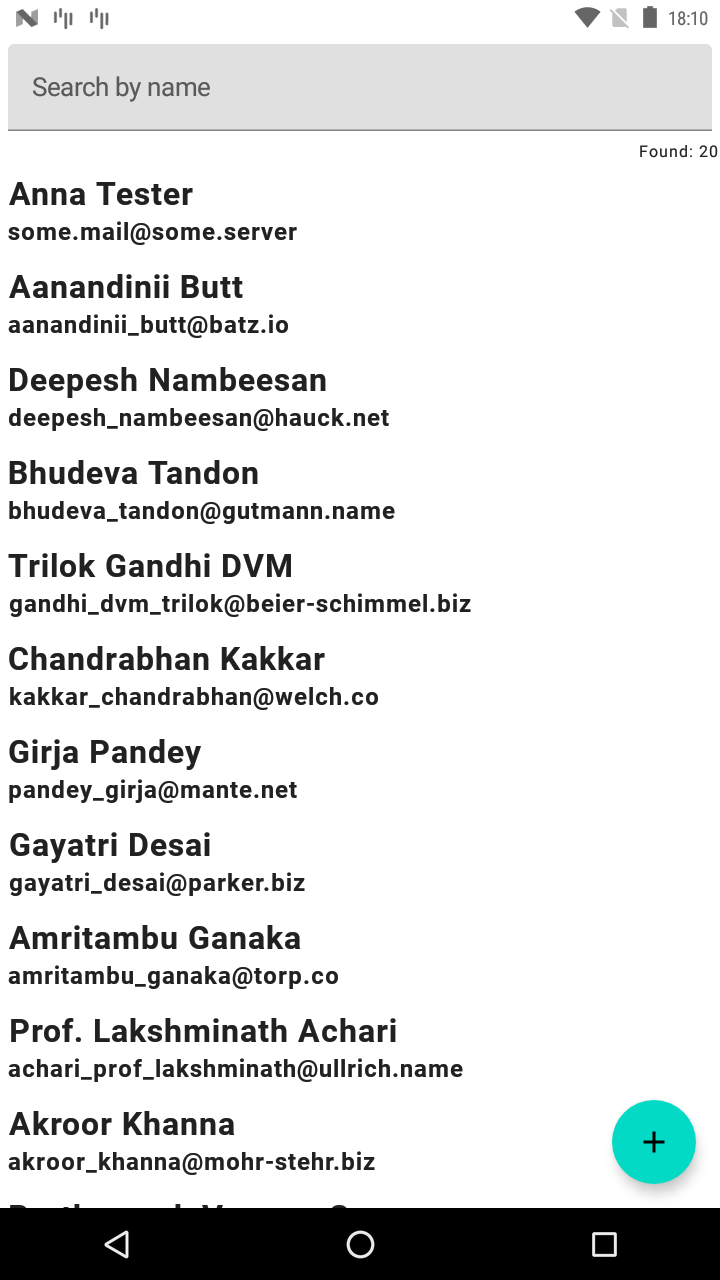 18:10
Search by name
Found: 20
Anna Tester
some.mail@some.server
Aanandinii Butt
aanandinii_butt@batz.io
Deepesh Nambeesan
deepesh_nambeesan@hauck.net
Bhudeva Tandon
bhudeva_tandon@gutmann.name
Trilok Gandhi DVM
gandhi_dvm_trilok@beier-schimmel.biz
Chandrabhan Kakkar
kakkar_chandrabhan@welch.co
Girja Pandey
pandey_girja@mante.net
Gayatri Desai
gayatri_desai@parker.biz
Amritambu Ganaka
amritambu_ganaka@torp.co
Prof. Lakshminath Achari
achari_prof_lakshminath@ullrich.name
Akroor Khanna
akroor_khanna@mohr-stehr.biz